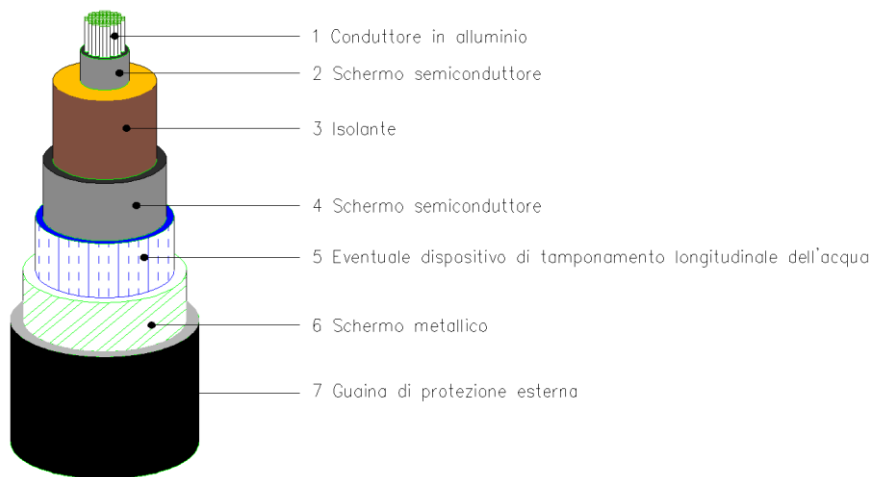 1 Conduttore in alluminio
2 Schermo semiconduttore
3 Isolante
4 Schermo semiconduttore
5 Eventuale dispositivo di tamponamento longitudinale dell'acqua
6 Schermo metallico
7 Guaina di protezione esterna